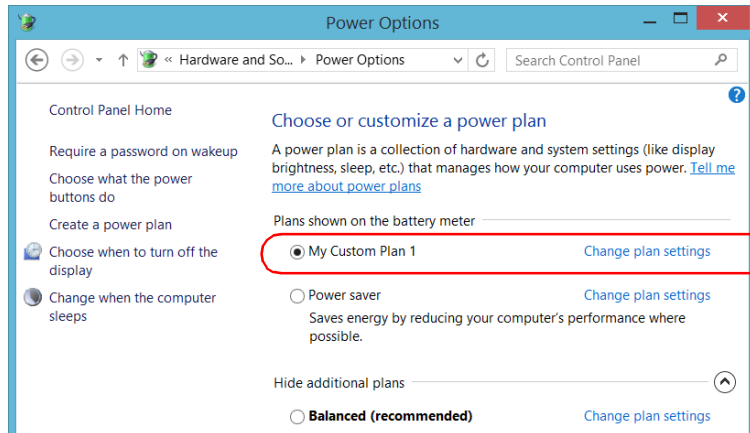 Power Options
« Hardware and So... Power Options
Search Control Panel
Control Panel Home
Require a password on wakeup
Choose what the power
buttons do
Create a power plan
Choose when to turn off the
display
Change when the computer
sleeps
Choose or customize a power plan
A power plan is a collection of hardware and system settings (like display
brightness, sleep, etc.) that manages how your computer uses power. Tell me
more about power plans
Plans shown on the battery meter
My Custom Plan 1 Change plan settings
Power saver Change plan settings
Saves energy by reducing your computer's performance where
possible.
Hide additional plans
Balanced (recommended) Change plan settings